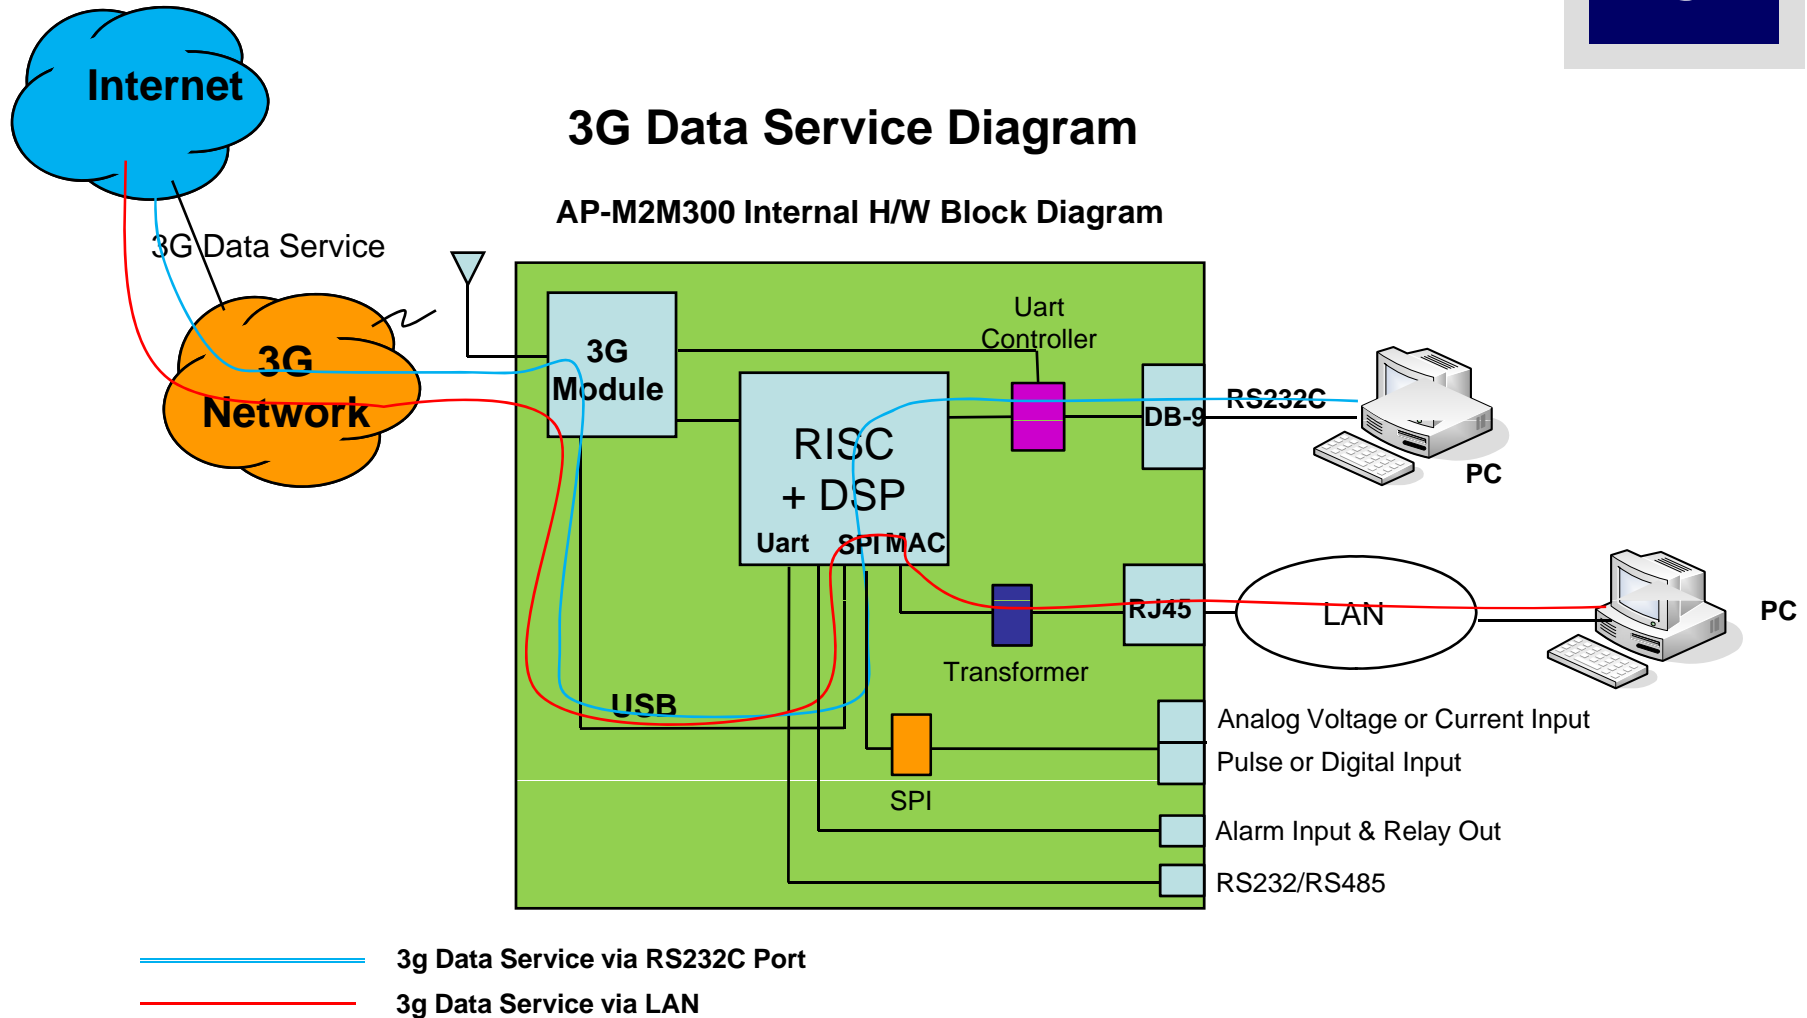 Internet
3G Data Service Diagram
AP-M2M300 Internal H/W Block Diagram
3G Data Service
3G
Network
3G
Module
Uart
Controller
RISC
+ DSP
Uart
SPI
MAC
DB-9
RS232C
PC
RJ45
LAN
PC
Transformer
USB
SPI
Analog Voltage or Current Input
Pulse or Digital Input
Alarm Input & Relay Out
RS232/RS485
3g Data Service via RS232C Port
3g Data Service via LAN